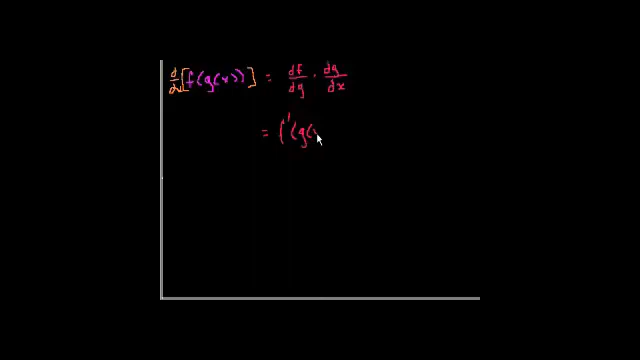 d/dx [f(g(x))] = df/dg · dg/dx
= f'(g(